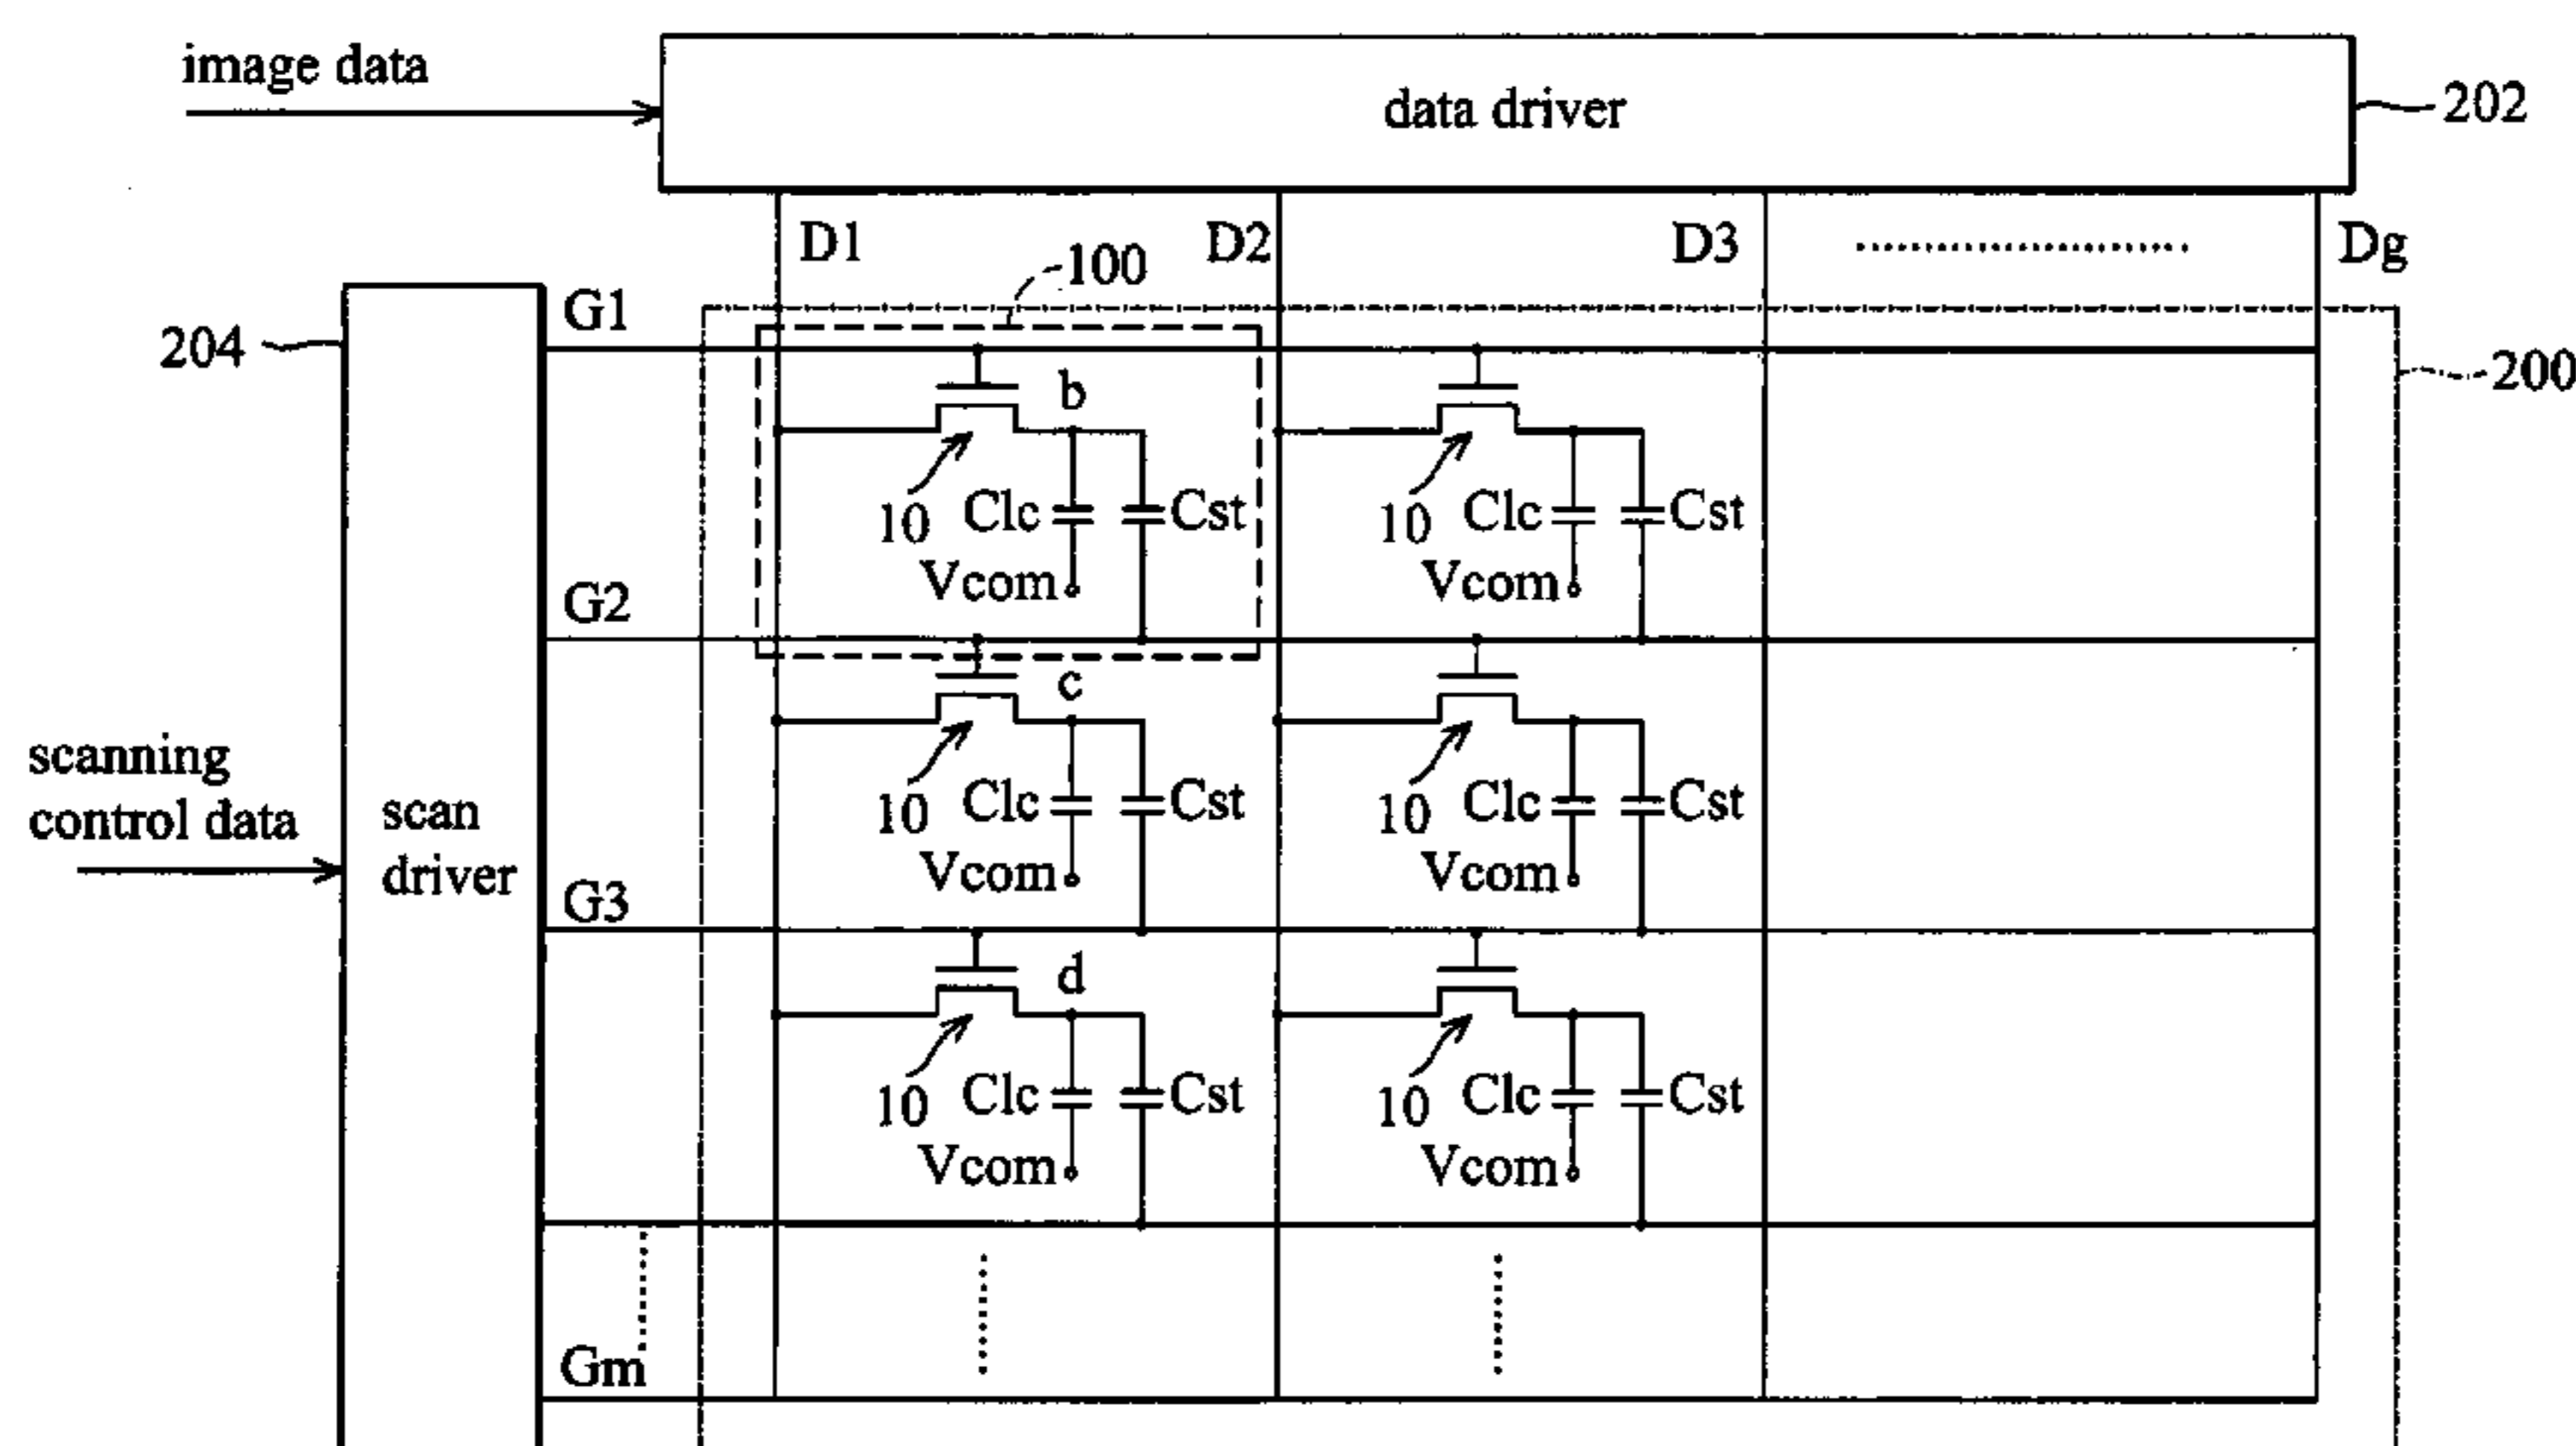 image data
data driver
202
D1
D2
D3
Dg
100
G1
204
200
b
10 Clc Cst
10 Clc Cst
Vcom
Vcom
G2
c
scanning
control data
scan
driver
10 Clc Cst
10 Clc Cst
Vcom
Vcom
G3
d
10 Clc Cst
10 Clc Cst
Vcom
Vcom
Gm